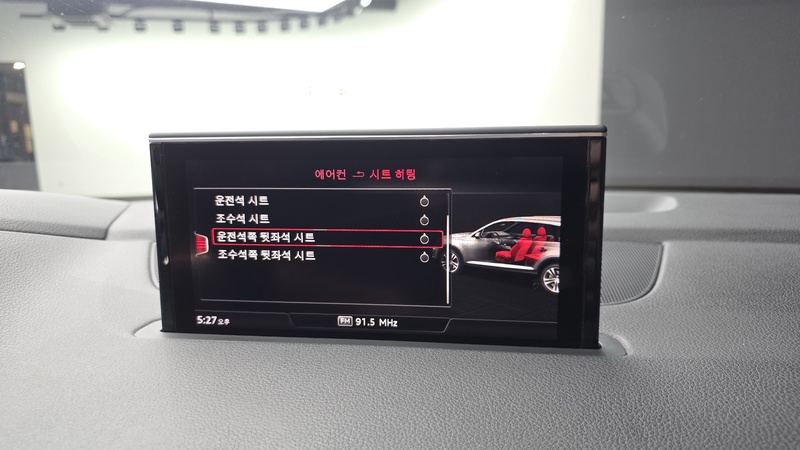 에어컨 시트 히팅
운전석 시트
조수석 시트
운전석쪽 뒷좌석 시트
조수석쪽 뒷좌석 시트
5:27 오후
FM 91.5 MHz